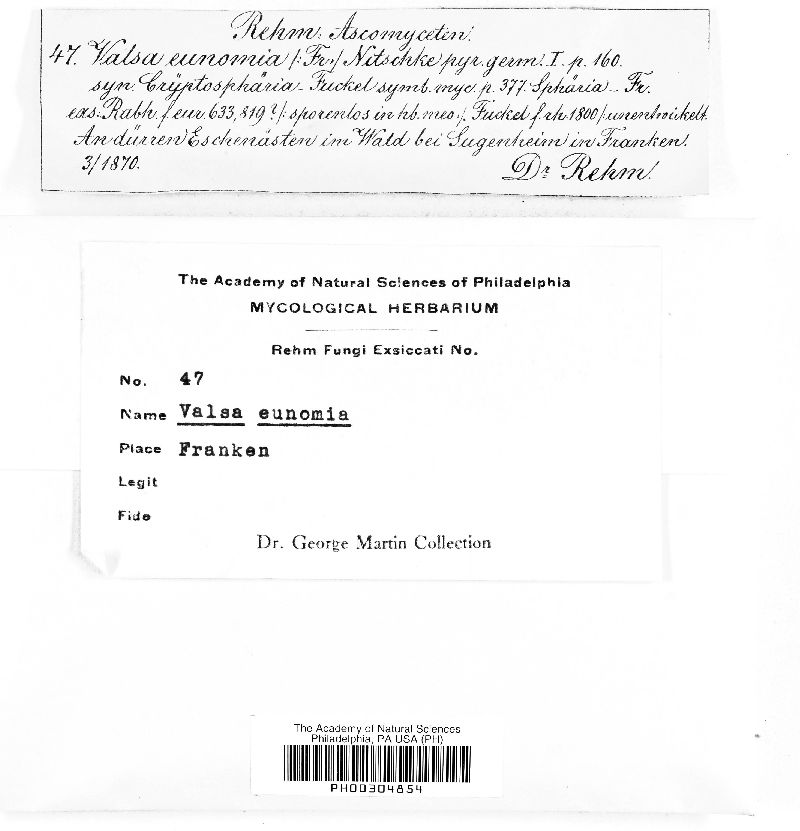 Rehm: Ascomyceten.
47. Valsa eunomia /: Fr:/ Nitschke pyr. germ. I. p. 160.
syn: Cryptosphäria – Fuckel symb. myc. p. 377. Sphäria – Fr.
exs: Rabh. f. eur. 633, 819?/: sporenlos in hb. meo:/. Fuckel f. rh. 1800 /: unentwickelt.
An dürren Eschenästen im Wald bei Sugenheim in Franken.
3/1870. Dr Rehm.
The Academy of Natural Sciences of Philadelphia
MYCOLOGICAL HERBARIUM
Rehm Fungi Exsiccati No.
No. 47
Name Valsa eunomia
Place Franken
Legit
Fide
Dr. George Martin Collection
The Academy of Natural Sciences
Philadelphia, PA USA (PH)
PH00304854